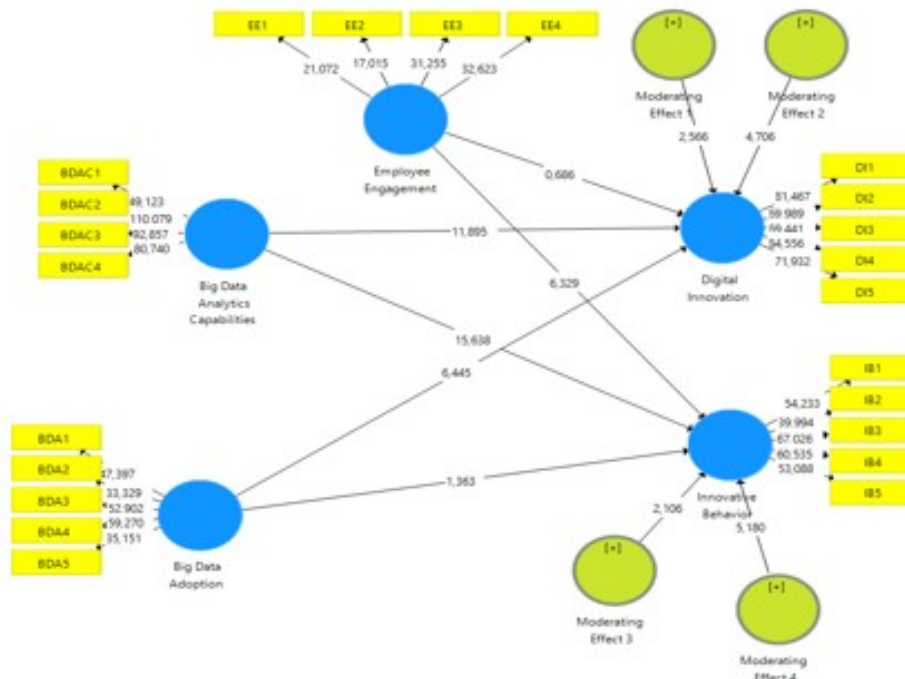 EE1
EE2
EE3
EE4
21,072
17,015
31,255
32,623
Employee
Engagement
[+]
Moderating
Effect 1
[+]
Moderating
Effect 2
2,566
4,706
0,686
BDAC1
BDAC2
BDAC3
BDAC4
49,123
110,079
92,857
80,740
Big Data
Analytics
Capabilities
11,895
15,638
6,329
6,445
DI1
DI2
DI3
DI4
DI5
71,932
Digital
Innovation
BDA1
BDA2
BDA3
BDA4
BDA5
33,329
52,902
59,270
35,151
Big Data
Adoption
1,363
IB1
IB2
IB3
IB4
IB5
54,233
39,994
67,026
60,535
53,088
Innovative
Behavior
2,106
5,180
[+]
Moderating
Effect 3
[+]
Moderating
Effect 4